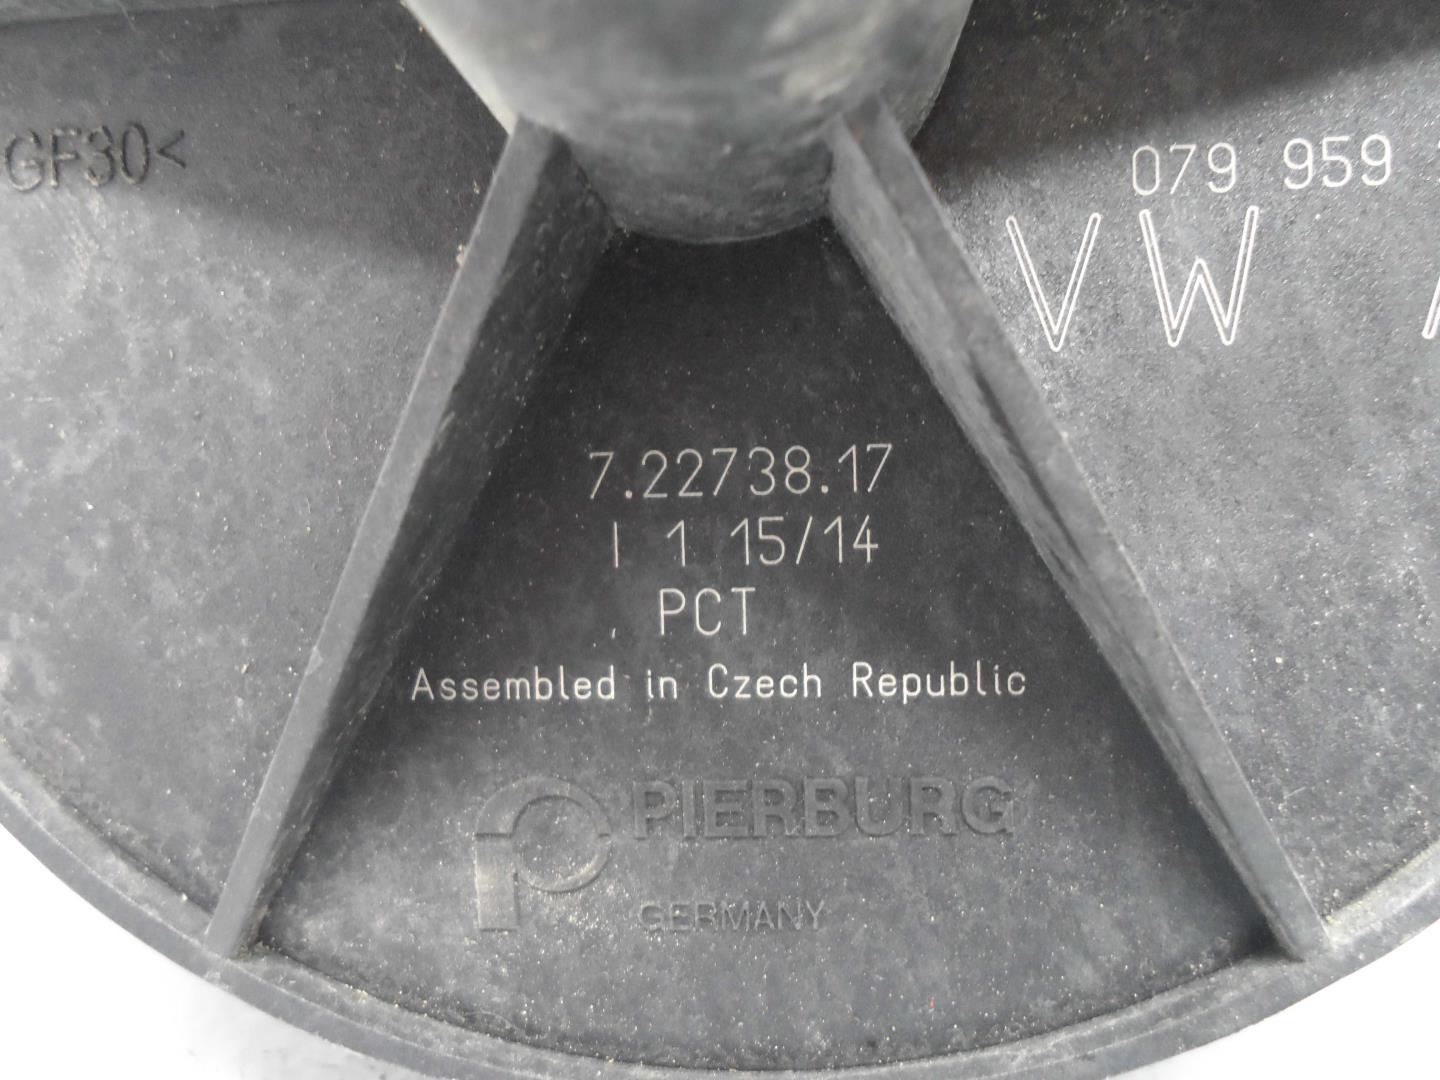 GF30<
079 959
VW
7.22738.17
I 1 15/14
PCT
Assembled in Czech Republic
PIERBURG
GERMANY